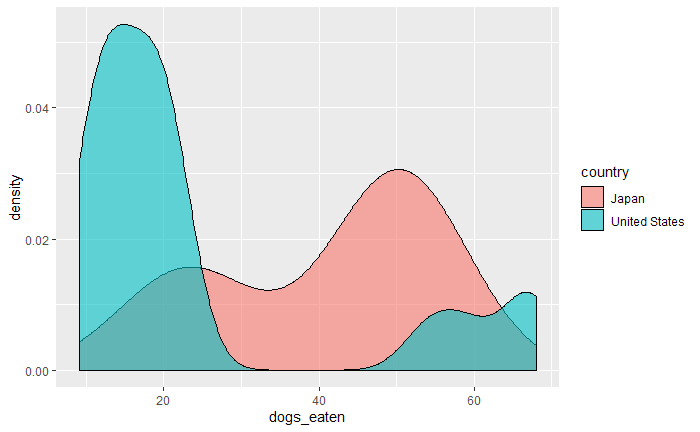 0.04
0.02
0.00
density
20
40
60
dogs_eaten
country
Japan
United States